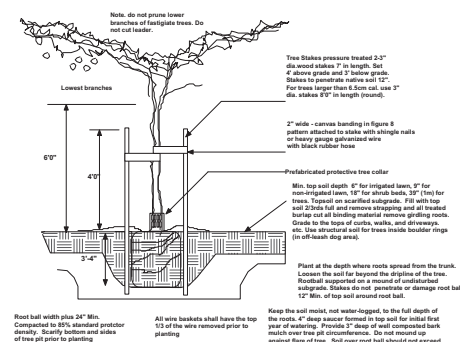 Note. do not prune lower
branches of fastigiate trees. Do
not cut leader.
Tree Stakes pressure treated 2-3"
dia.wood stakes 7' in length. Set
4' above grade and 3' below grade.
Stakes to penetrate native soil 12".
For trees larger than 6.5cm cal. use 3"
dia. stakes 8'0" in length (round).
Lowest branches
2" wide - canvas banding in figure 8
pattern attached to stake with shingle nails
or heavy gauge galvanized wire
with black rubber hose
6'0"
4'0"
Prefabricated protective tree collar
Min. top soil depth 6" for irrigated lawn, 9" for
non-irrigated lawn, 18" for shrub beds, 39" (1m) for
trees. Topsoil on scarified subgrade. Fill with top
soil 2/3rds full and remove strapping and all treated
burlap cut all binding material remove girdling roots.
Grade to the tops of curbs, walks, and driveways.
etc. Use structural soil for trees inside boulder rings
(in off-leash dog area).
3'-4"
Plant at the depth where roots spread from the trunk.
Loosen the soil far beyond the dripline of the tree.
Rootball supported on a mound of undisturbed
subgrade. Stakes do not penetrate or damage root ball
12" Min. of top soil around root ball.
Root ball width plus 24" Min.
Compacted to 85% standard protctor
density. Scarify bottom and sides
of tree pit prior to planting
All wire baskets shall have the top
1/3 of the wire removed prior to
planting
Keep the soil moist, not water-logged, to the full depth of
the roots. 4" deep saucer formed in top soil for initial first
year of watering. Provide 3" deep of well composted bark
mulch over tree pit circumference. Do not mound up
against flare of tree. Soil over root ball should not exceed